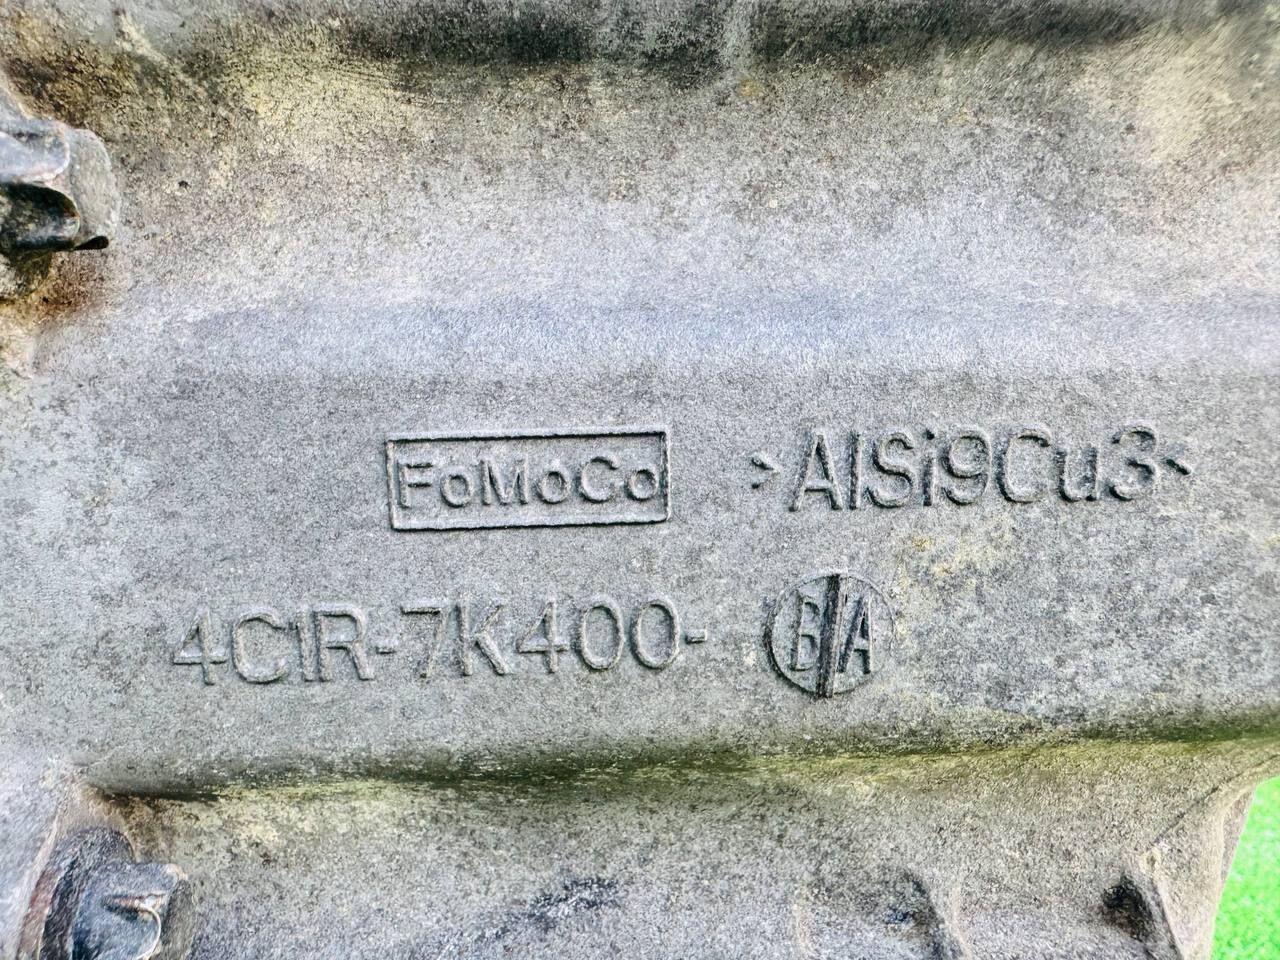 FoMoCo >AlSi9Cu3<
4C1R-7K400- B/A